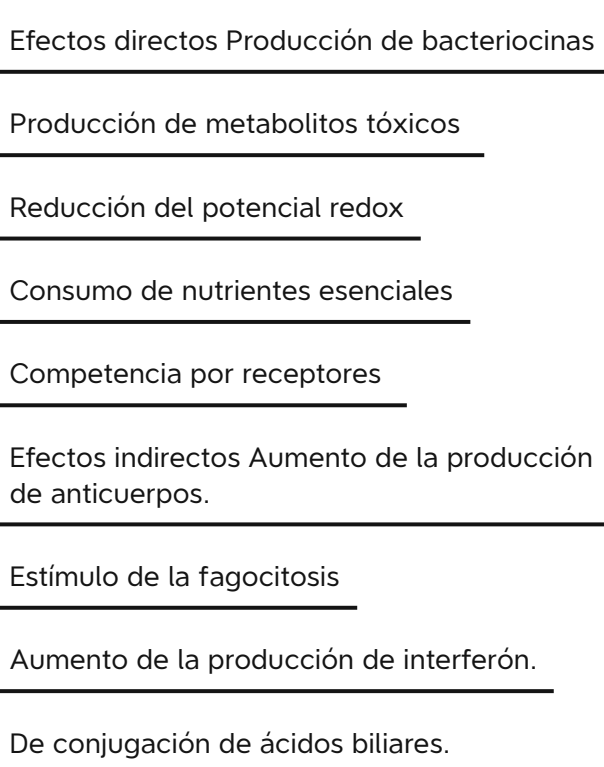 Efectos directos Producción de bacteriocinas
Producción de metabolitos tóxicos
Reducción del potencial redox
Consumo de nutrientes esenciales
Competencia por receptores
Efectos indirectos Aumento de la producción
de anticuerpos.
Estímulo de la fagocitosis
Aumento de la producción de interferón.
De conjugación de ácidos biliares.